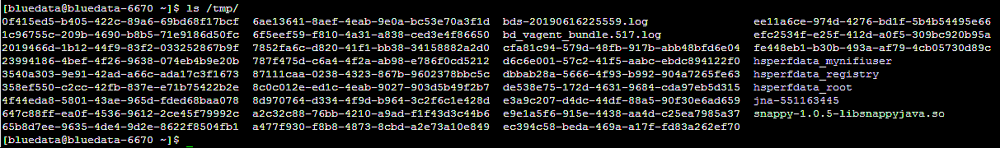 [bluedata@bluedata-6670 ~]$ ls /tmp/
0f415ed5-b405-422c-89a6-69bd68f17bcf 6ae13641-8aef-4eab-9e0a-bc53e70a3f1d bds-20190616225559.log ee11a6ce-974d-4276-bd1f-5b4b54495e66
1c96755c-209b-4690-b8b5-71e9186d50fc 6f5eef59-f810-4a31-a838-ced3e4f86650 bd_vagent_bundle.517.log efc2534f-e25f-412d-a0f5-309bc920b95a
2019466d-1b12-44f9-83f2-033252867b9f 7852fa6c-d820-41f1-bb38-34158882a2d0 cfa81c94-579d-48fb-917b-abb48bfd6e04 fe448eb1-b30b-493a-af79-4cb05730d89c
23994186-4bef-4f26-9638-074eb4b9e20b 787f475d-c6a4-4f2a-ab98-e786f0cd5212 d6c6e001-57c2-41f5-aabc-ebdc894122f0 hsperfdata_mynifiuser
3540a303-9e91-42ad-a66c-ada17c3f1673 87111caa-0238-4323-867b-9602378bbc5c dbbab28a-5666-4f93-b992-904a7265fe63 hsperfdata_registry
358ef550-c2cc-42fb-837e-e71b75422b2e 8c0c012e-ed1c-4eab-9027-903d5b49f2b7 de538e75-172d-4631-9684-cda97eb5d315 hsperfdata_root
4f44eda8-5801-43ae-965d-fded68baa078 8d970764-d334-4f9d-b964-3c2f6c1e428d e3a9c207-d4dc-44df-88a5-90f30e6ad659 jna-551163445
647c88ff-ea0f-4536-9612-2ce45f79992c a2c32c88-76bb-4210-a9ad-f1f43d3c44b6 e9e1a5f6-915e-4438-aa4d-c25ea7985a37 snappy-1.0.5-libsnappyjava.so
65b8d7ee-9635-4de4-9d2e-8622f8504fb1 a477f930-f8b8-4873-8cbd-a2e73a10e849 ec394c58-beda-469a-a17f-fd83a262ef70
[bluedata@bluedata-6670 ~]$